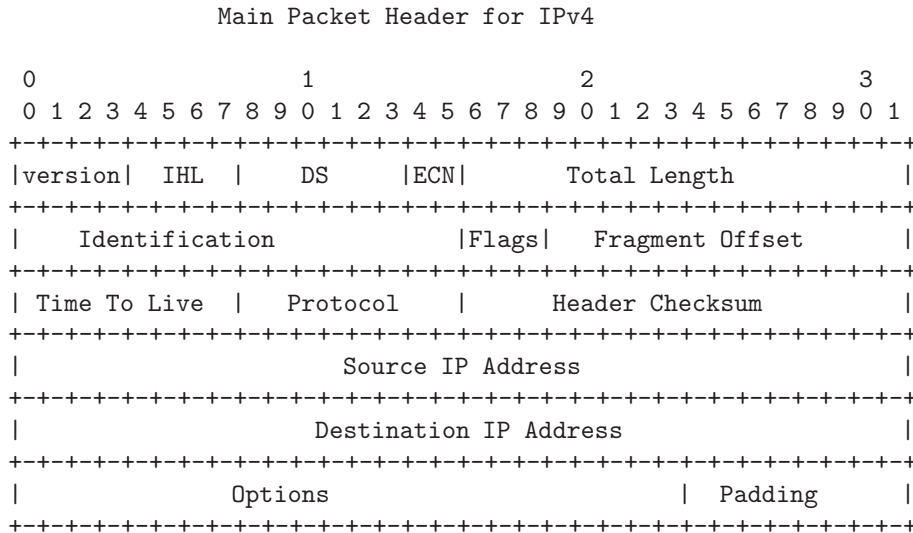 Main Packet Header for IPv4
0                   1                   2                   3
0 1 2 3 4 5 6 7 8 9 0 1 2 3 4 5 6 7 8 9 0 1 2 3 4 5 6 7 8 9 0 1
+-+-+-+-+-+-+-+-+-+-+-+-+-+-+-+-+-+-+-+-+-+-+-+-+-+-+-+-+-+-+-+-+
|version|  IHL  |    DS     |ECN|       Total Length            |
+-+-+-+-+-+-+-+-+-+-+-+-+-+-+-+-+-+-+-+-+-+-+-+-+-+-+-+-+-+-+-+-+
|    Identification             |Flags|   Fragment Offset       |
+-+-+-+-+-+-+-+-+-+-+-+-+-+-+-+-+-+-+-+-+-+-+-+-+-+-+-+-+-+-+-+-+
| Time To Live  |   Protocol    |      Header Checksum          |
+-+-+-+-+-+-+-+-+-+-+-+-+-+-+-+-+-+-+-+-+-+-+-+-+-+-+-+-+-+-+-+-+
|                       Source IP Address                       |
+-+-+-+-+-+-+-+-+-+-+-+-+-+-+-+-+-+-+-+-+-+-+-+-+-+-+-+-+-+-+-+-+
|                     Destination IP Address                    |
+-+-+-+-+-+-+-+-+-+-+-+-+-+-+-+-+-+-+-+-+-+-+-+-+-+-+-+-+-+-+-+-+
|               Options                         |  Padding      |
+-+-+-+-+-+-+-+-+-+-+-+-+-+-+-+-+-+-+-+-+-+-+-+-+-+-+-+-+-+-+-+-+